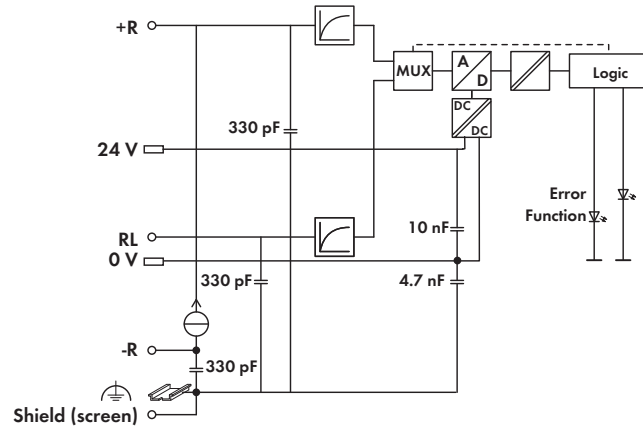 +R
MUX
A
D
Logic
DC
DC
330 pF
24 V
Error
Function
RL
10 nF
0 V
330 pF
4.7 nF
-R
330 pF
Shield (screen)